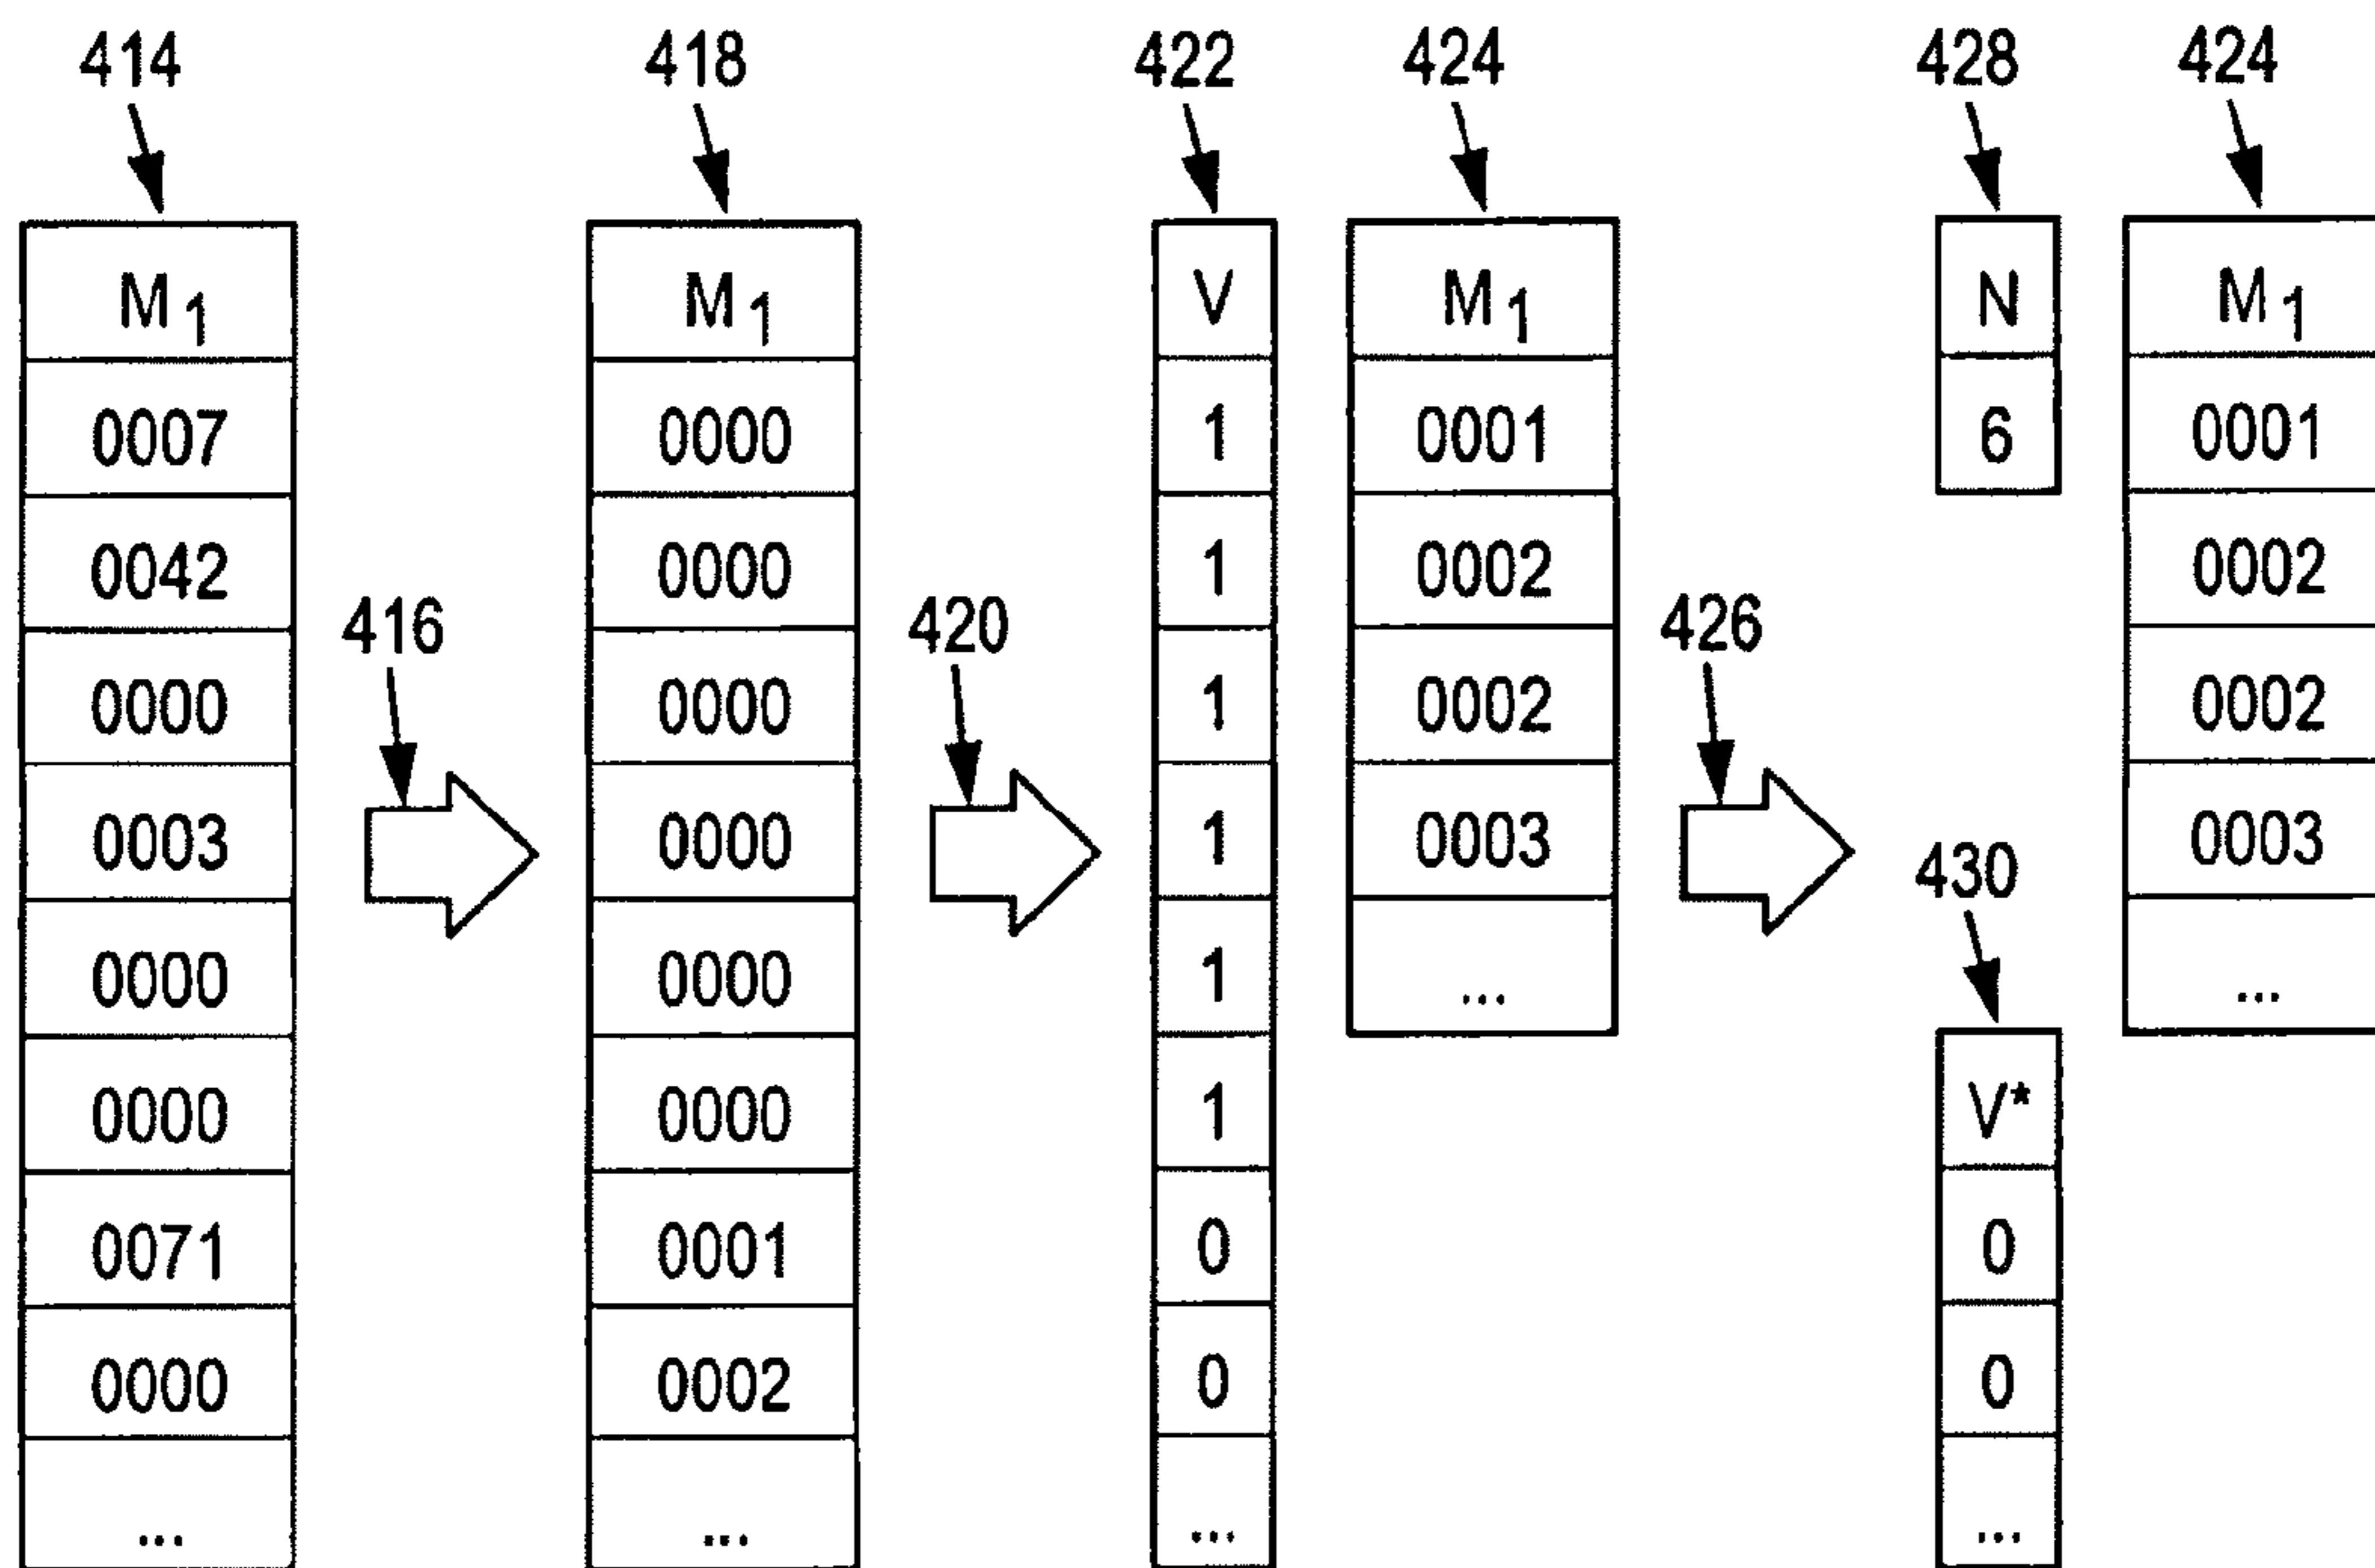 414 418 422 424 428 424
M1 M1 V M1 N M1
0007 0000 1 0001 6 0001
0042 0000 1 0002 0002
416 420 426
0000 0000 1 0002 0002
0003 0000 1 0003 430 0003
0000 0000 1 ... ...
0000 0000 1 V*
0071 0001 0 0
0000 0002 0 0
... ... ... ...